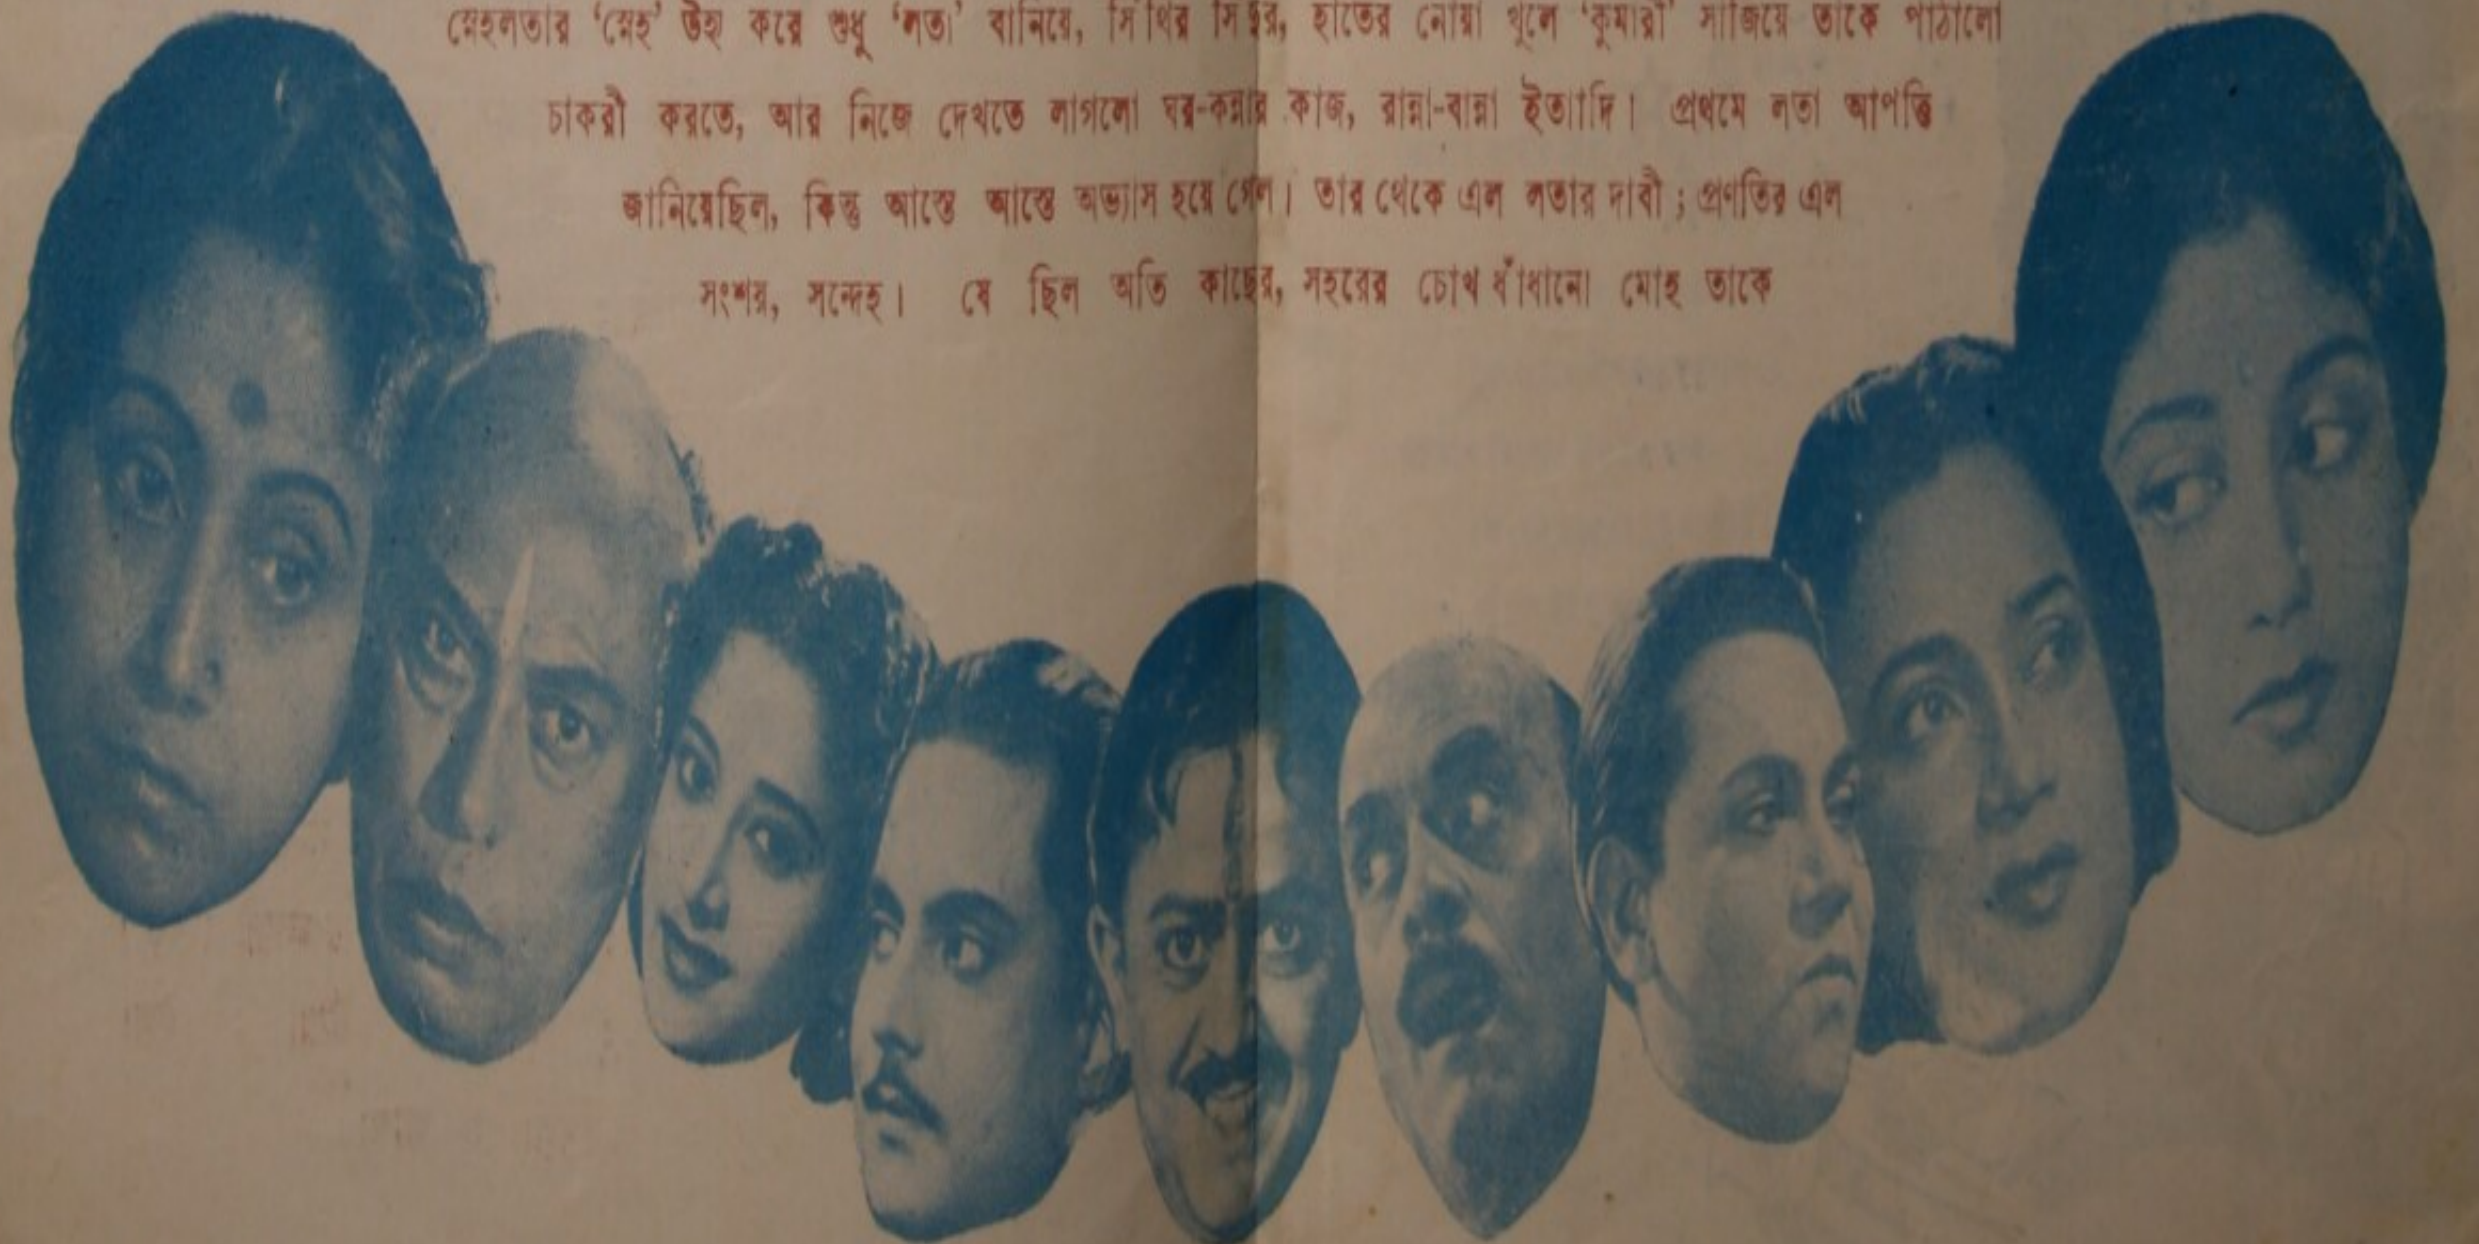 স্নেহলতার ‘স্নেহ’ উহ্য করে শুধু ‘লতা’ বানিয়ে, সিঁথির সিঁদুর, হাতের নোয়া খুলে ‘কুমারী’ সাজিয়ে তাকে পাঠালো
চাকরী করতে, আর নিজে দেখতে লাগলো ঘর-কন্নার কাজ, রান্না-বান্না ইত্যাদি। প্রথমে লতা আপত্তি
জানিয়েছিল, কিন্তু আস্তে আস্তে অভ্যাস হয়ে গেল। তার থেকে এল লতার দাবী ; প্রণতির এল
সংশয়, সন্দেহ। যে ছিল অতি কাছের, সহরের চোখ ধাঁধানো মোহ তাকে